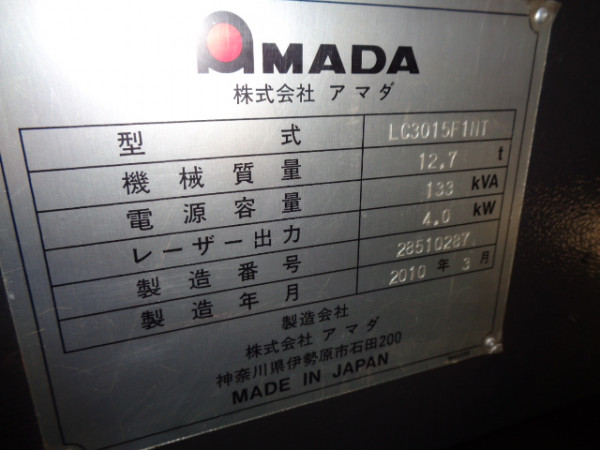 AMADA
株式会社 アマダ
型 式 LC3015F1NT
機械質量 12.7 t
電源容量 133 kVA
レーザー出力 4.0 kW
製造番号 28510287
製造年月 2010 年 3 月
製造会社
株式会社 アマダ
神奈川県伊勢原市石田200
MADE IN JAPAN